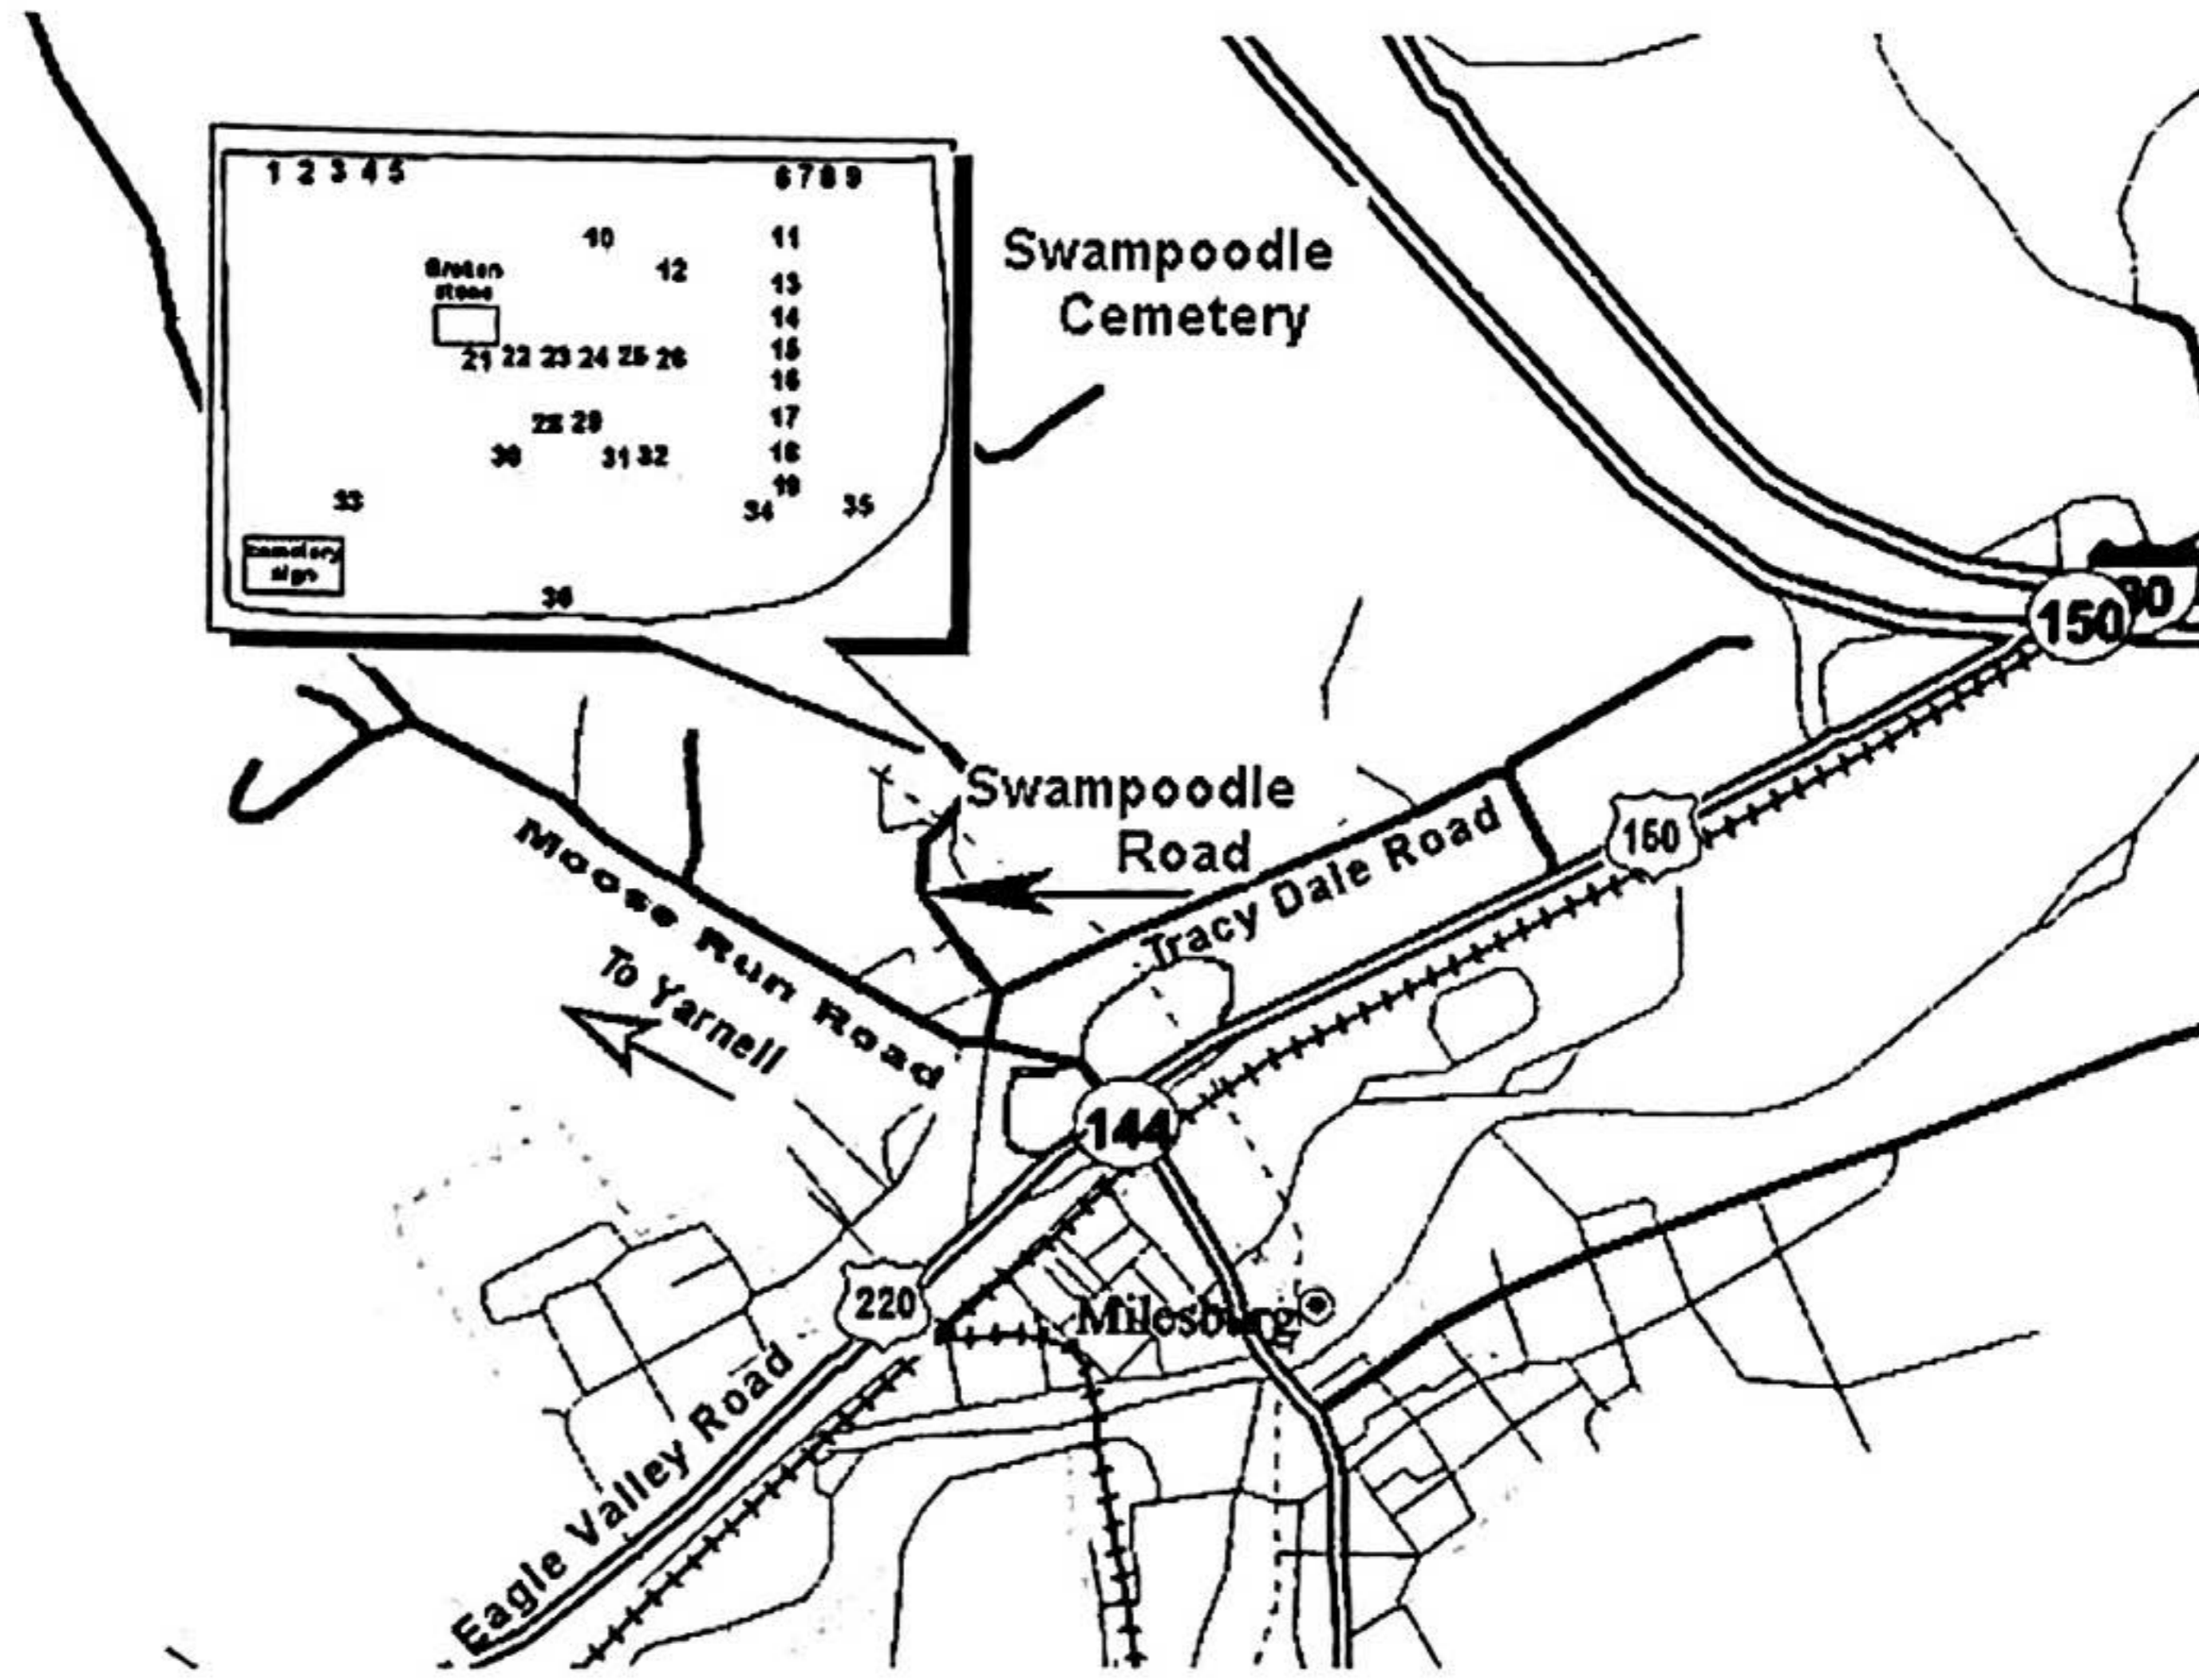 1 2 3 4 5
6 7 8 9
10
11
12
Broken
stone
13
14
15
16
17
18
19
21 22 23 24 25 26
28 29
30
31 32
33
34
35
Cemetery
sign
36
Swampoodle
Cemetery
150
Swampoodle
Road
Tracy Dale Road
150
Moose Run Road
To Yarnell
144
220
Milesburg
Eagle Valley Road